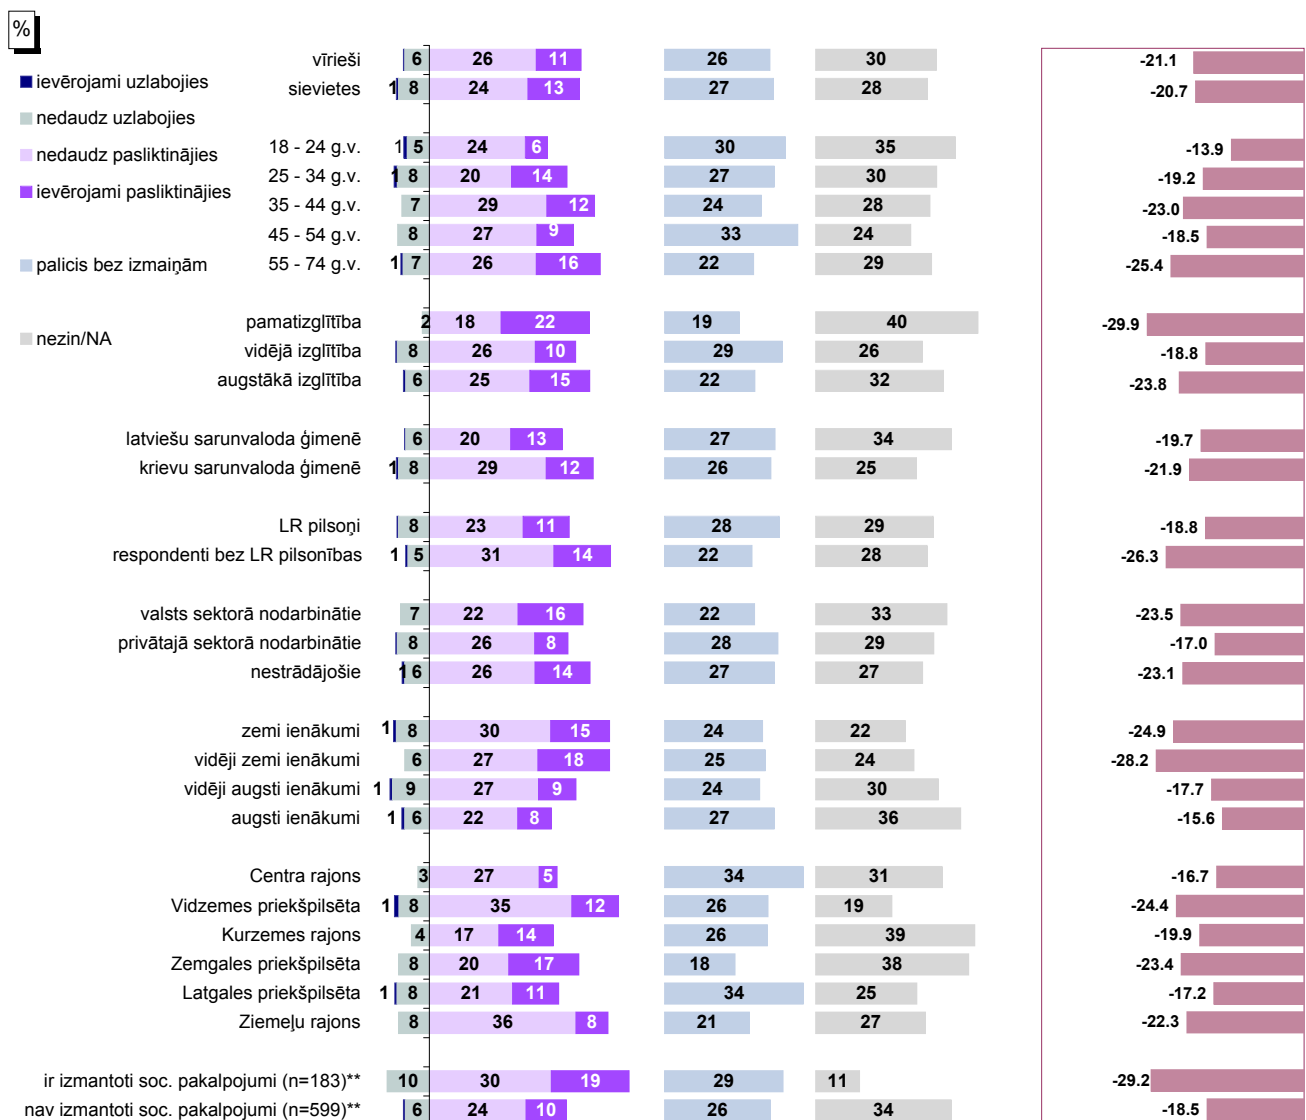 %
ievērojami uzlabojies
nedaudz uzlabojies
nedaudz pasliktinājies
ievērojami pasliktinājies
palicis bez izmaiņām
nezin/NA
vīrieši 6 26 11 26 30 -21.1
sievietes 1 8 24 13 27 28 -20.7
18 - 24 g.v. 1 5 24 6 30 35 -13.9
25 - 34 g.v. 1 8 20 14 27 30 -19.2
35 - 44 g.v. 7 29 12 24 28 -23.0
45 - 54 g.v. 8 27 9 33 24 -18.5
55 - 74 g.v. 1 7 26 16 22 29 -25.4
pamatizglītība 2 18 22 19 40 -29.9
vidējā izglītība 8 26 10 29 26 -18.8
augstākā izglītība 6 25 15 22 32 -23.8
latviešu sarunvaloda ģimenē 6 20 13 27 34 -19.7
krievu sarunvaloda ģimenē 1 8 29 12 26 25 -21.9
LR pilsoņi 8 23 11 28 29 -18.8
respondenti bez LR pilsonības 1 5 31 14 22 28 -26.3
valsts sektorā nodarbinātie 7 22 16 22 33 -23.5
privātajā sektorā nodarbinātie 8 26 8 28 29 -17.0
nestrādājošie 1 6 26 14 27 27 -23.1
zemi ienākumi 1 8 30 15 24 22 -24.9
vidēji zemi ienākumi 6 27 18 25 24 -28.2
vidēji augsti ienākumi 1 9 27 9 24 30 -17.7
augsti ienākumi 1 6 22 8 27 36 -15.6
Centra rajons 3 27 5 34 31 -16.7
Vidzemes priekšpilsēta 1 8 35 12 26 19 -24.4
Kurzemes rajons 4 17 14 26 39 -19.9
Zemgales priekšpilsēta 8 20 17 18 38 -23.4
Latgales priekšpilsēta 1 8 21 11 34 25 -17.2
Ziemeļu rajons 8 36 8 21 27 -22.3
ir izmantoti soc. pakalpojumi (n=183)** 10 30 19 29 11 -29.2
nav izmantoti soc. pakalpojumi (n=599)** 6 24 10 26 34 -18.5